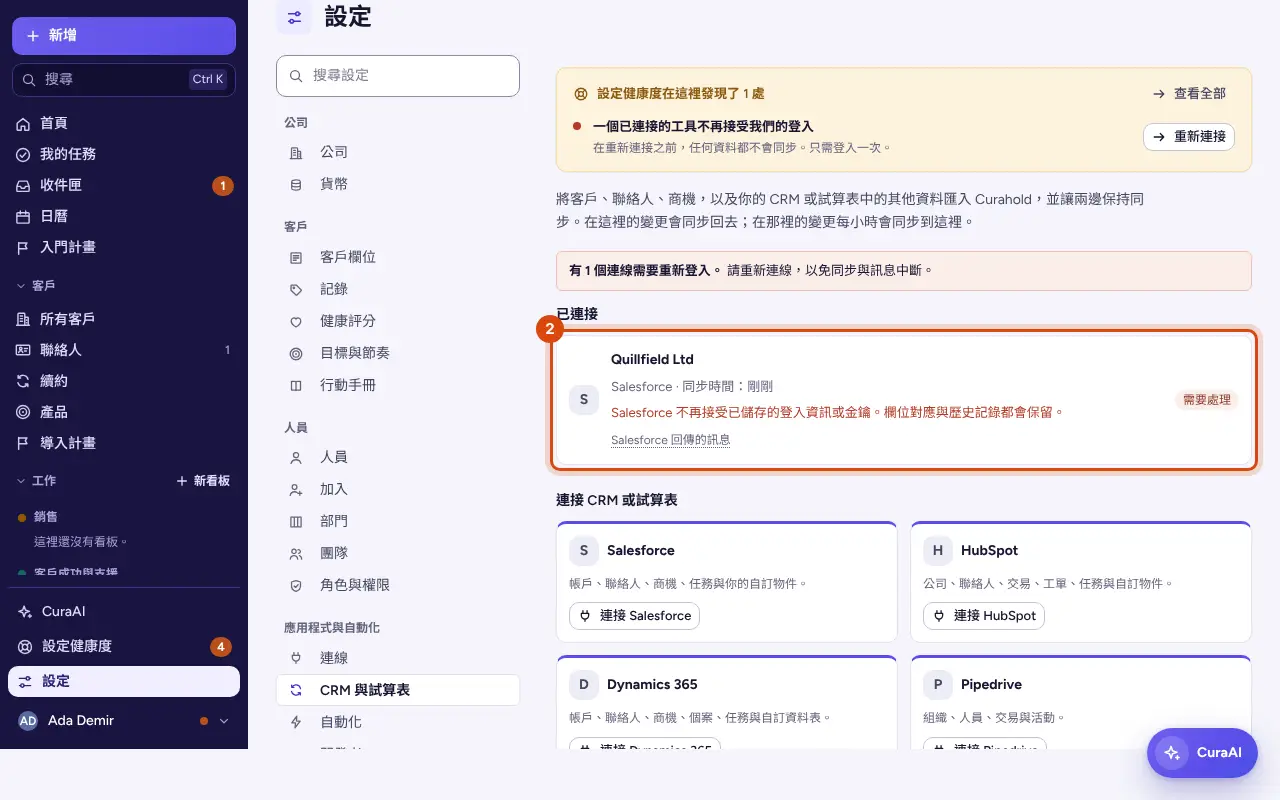 新增
搜尋 Ctrl K
首頁
我的任務
收件匣 1
日曆
入門計畫
客戶
所有客戶
聯絡人 1
續約
產品
導入計畫
工作 新看板
銷售
這裡還沒有看板。
客戶成功與支援
CuraAI
設定健康度 4
設定
AD Ada Demir
設定
搜尋設定
公司
公司
貨幣
客戶
客戶欄位
記錄
健康評分
目標與節奏
行動手冊
人員
人員
加入
部門
團隊
角色與權限
應用程式與自動化
連線
CRM 與試算表
自動化
設定健康度在這裡發現了 1 處 查看全部
一個已連接的工具不再接受我們的登入
在重新連接之前，任何資料都不會同步。只需登入一次。
重新連接
將客戶、聯絡人、商機，以及你的 CRM 或試算表中的其他資料匯入 Curahold，並讓兩邊保持同
步。在這裡的變更會同步回去；在那裡的變更每小時會同步到這裡。
有 1 個連線需要重新登入。 請重新連線，以免同步與訊息中斷。
已連接
2
S
Quillfield Ltd
Salesforce · 同步時間：剛剛
Salesforce 不再接受已儲存的登入資訊或金鑰。欄位對應與歷史記錄都會保留。
Salesforce 回傳的訊息
需要處理
連接 CRM 或試算表
S Salesforce
帳戶、聯絡人、商機、任務與你的自訂物件。
連接 Salesforce
H HubSpot
公司、聯絡人、交易、工單、任務與自訂物件。
連接 HubSpot
D Dynamics 365
帳戶、聯絡人、商機、個案、任務與自訂資料表。
連接 Dynamics 365
P Pipedrive
組織、人員、交易與活動。
連接 Pipedrive
CuraAI